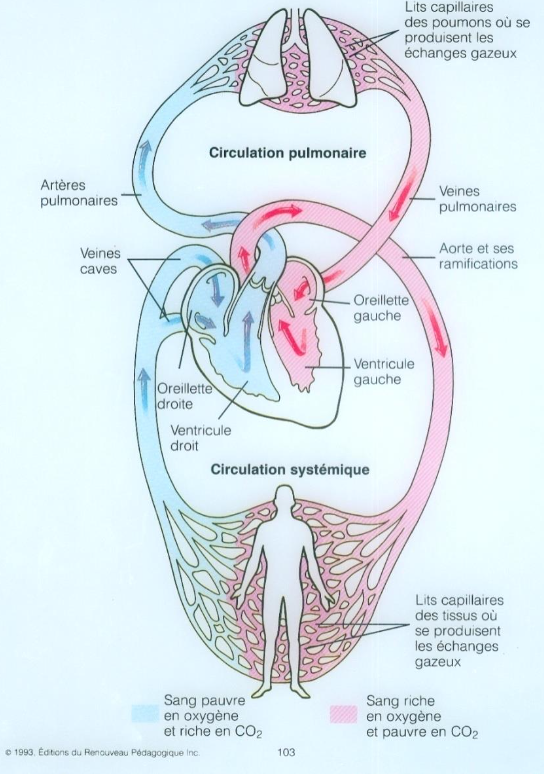 Lits capillaires
des poumons où se
produisent les
échanges gazeux
Circulation pulmonaire
Artères
pulmonaires
Veines
pulmonaires
Veines
caves
Aorte et ses
ramifications
Oreillette
gauche
Ventricule
gauche
Oreillette
droite
Ventricule
droit
Circulation systémique
Lits capillaires
des tissus où
se produisent
les échanges
gazeux
Sang pauvre
en oxygène
et riche en CO₂
Sang riche
en oxygène
et pauvre en CO₂
© 1993, Éditions du Renouveau Pédagogique Inc.
103